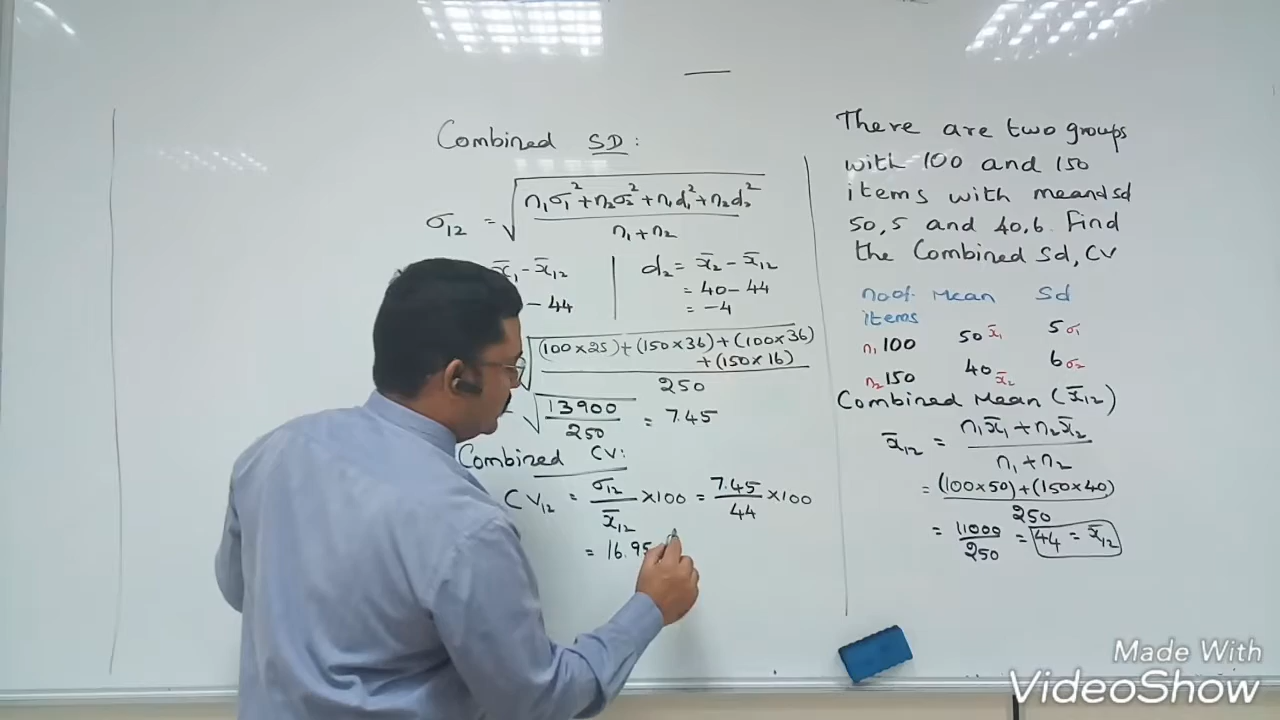 Combined SD:
σ₁₂ = √((n₁σ₁² + n₂σ₂² + n₁d₁² + n₂d₂²) / (n₁ + n₂))
x̄₁ - x̄₁₂
- 44
d₂ = x̄₂ - x̄₁₂
= 40 - 44
= -4
√(((100×25) + (150×36) + (100×36) + (150×16)) / 250)
= √(13900 / 250) = 7.45
Combined CV:
CV₁₂ = σ₁₂ / x̄₁₂ × 100 = 7.45 / 44 × 100
= 16.95
There are two groups
with 100 and 150
items with mean&sd
50,5 and 40,6. Find
the Combined Sd, CV
no.of. Mean Sd
items
n₁ 100 50 x̄₁ 5 σ₁
n₂ 150 40 x̄₂ 6 σ₂
Combined Mean (x̄₁₂)
x̄₁₂ = (n₁x̄₁ + n₂x̄₂) / (n₁ + n₂)
= ((100×50) + (150×40)) / 250
= 11000 / 250 = 44 = x̄₁₂
Made With
VideoShow